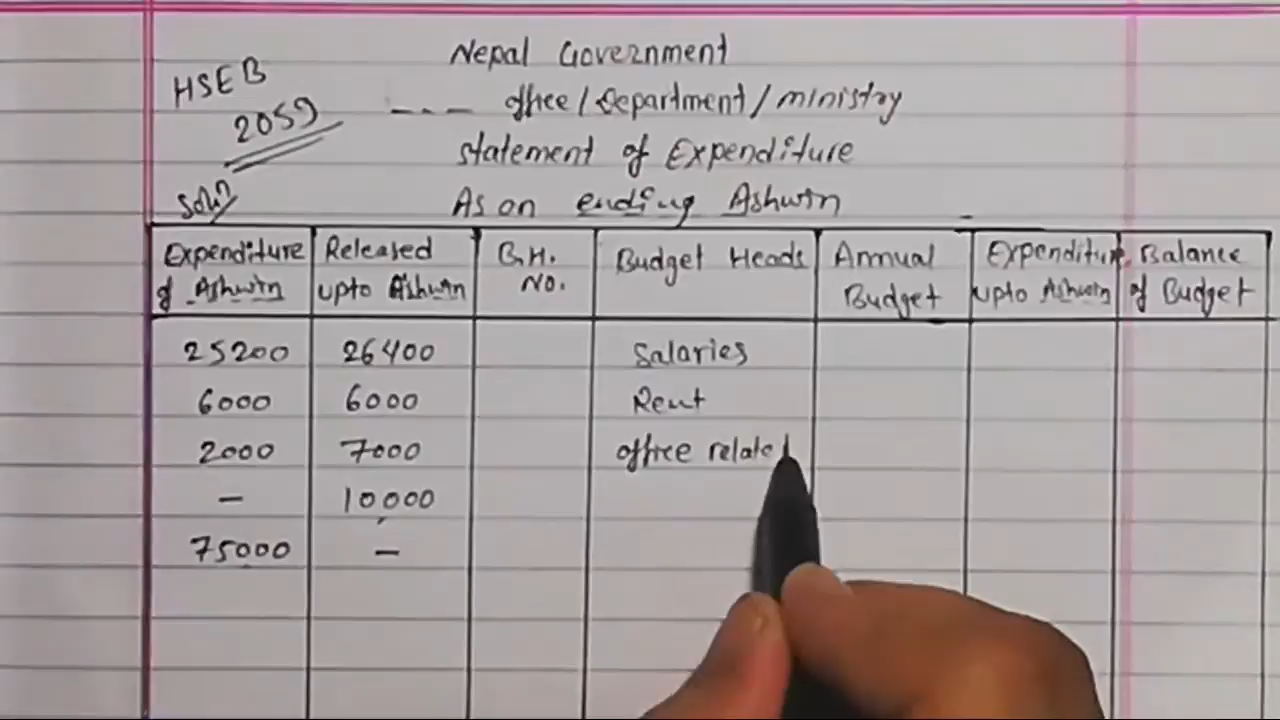 Nepal Government
HSEB
2059
--- office/Department/ministry
statement of Expenditure
Soln
As on ending Ashwin
Expenditure of Ashwin | Released upto Ashwin | B.H. No. | Budget Heads | Annual Budget | Expenditure upto Ashwin | Balance of Budget
25200 | 26400 | Salaries
6000 | 6000 | Rent
2000 | 7000 | office related
– | 10000
75000 | –